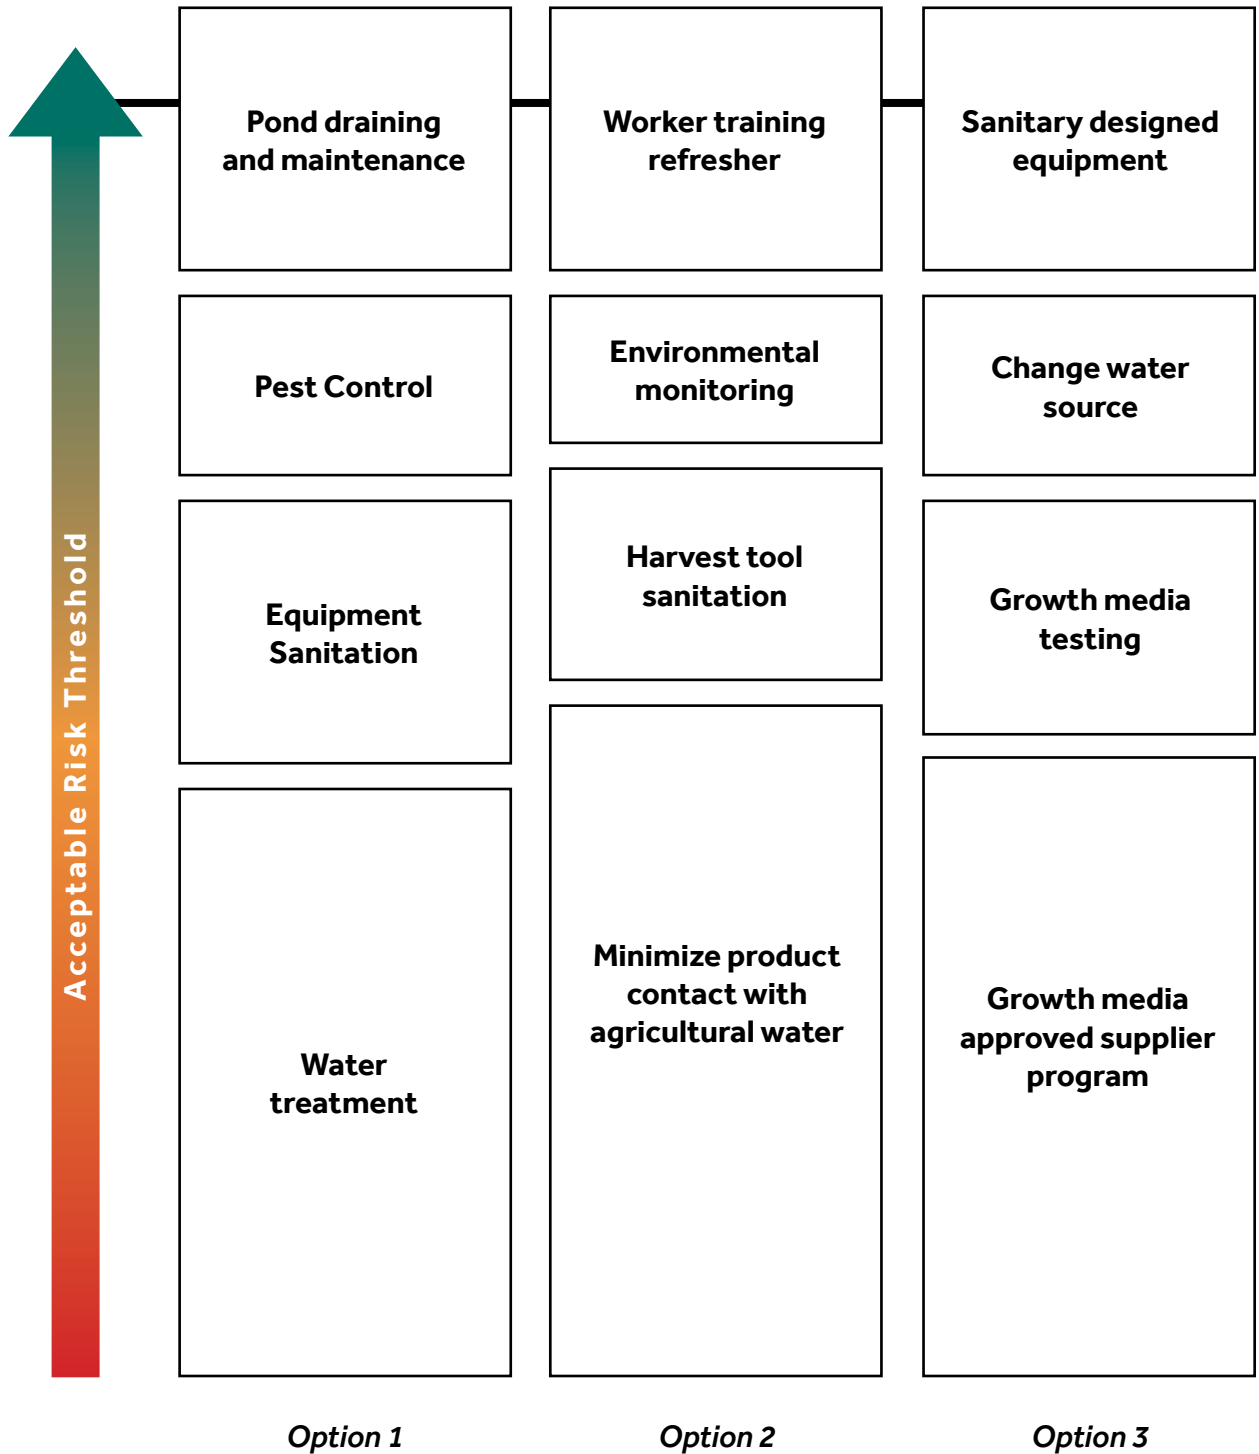 Acceptable Risk Threshold
Pond draining
and maintenance
Pest Control
Equipment
Sanitation
Water
treatment
Option 1
Worker training
refresher
Environmental
monitoring
Harvest tool
sanitation
Minimize product
contact with
agricultural water
Option 2
Sanitary designed
equipment
Change water
source
Growth media
testing
Growth media
approved supplier
program
Option 3